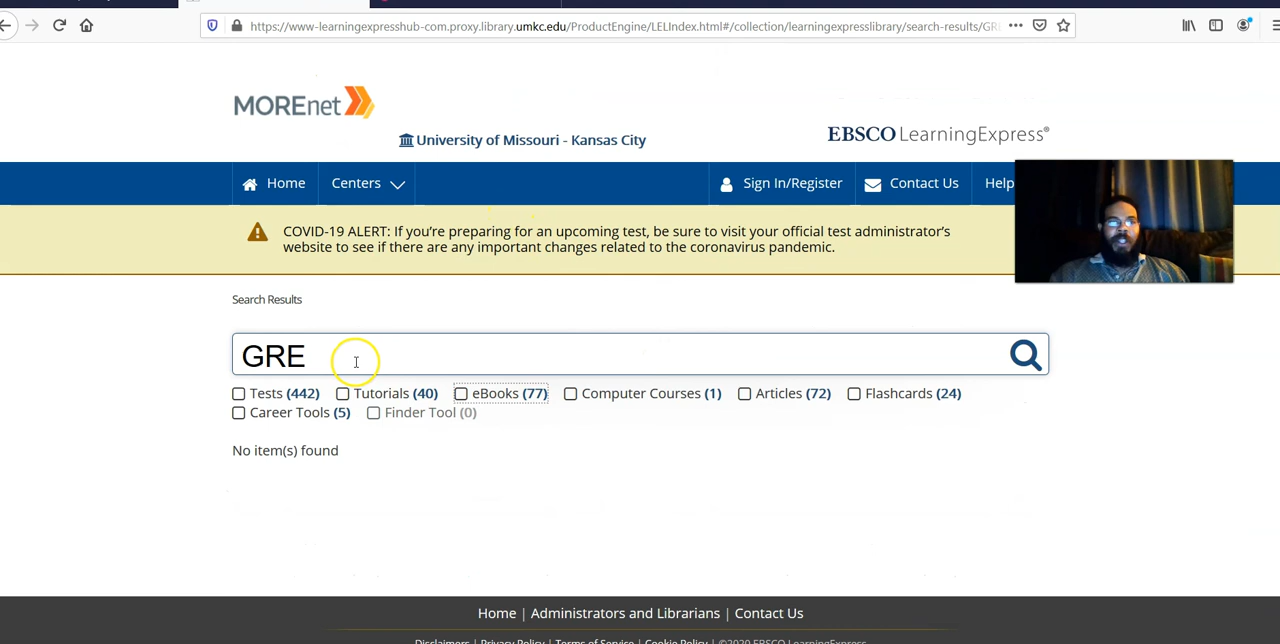 https://www-learningexpresshub-com.proxy.library.umkc.edu/ProductEngine/LELIndex.html#/collection/learningexpresslibrary/search-results/GRE
MOREnet
University of Missouri - Kansas City
EBSCO LearningExpress®
Home
Centers
Sign In/Register
Contact Us
Help
COVID-19 ALERT: If you're preparing for an upcoming test, be sure to visit your official test administrator's
website to see if there are any important changes related to the coronavirus pandemic.
Search Results
GRE
Tests (442) Tutorials (40) eBooks (77) Computer Courses (1) Articles (72) Flashcards (24)
Career Tools (5) Finder Tool (0)
No item(s) found
Home | Administrators and Librarians | Contact Us
Disclaimers | Privacy Policy | Terms of Service | Cookie Policy | ©2020 EBSCO LearningExpress